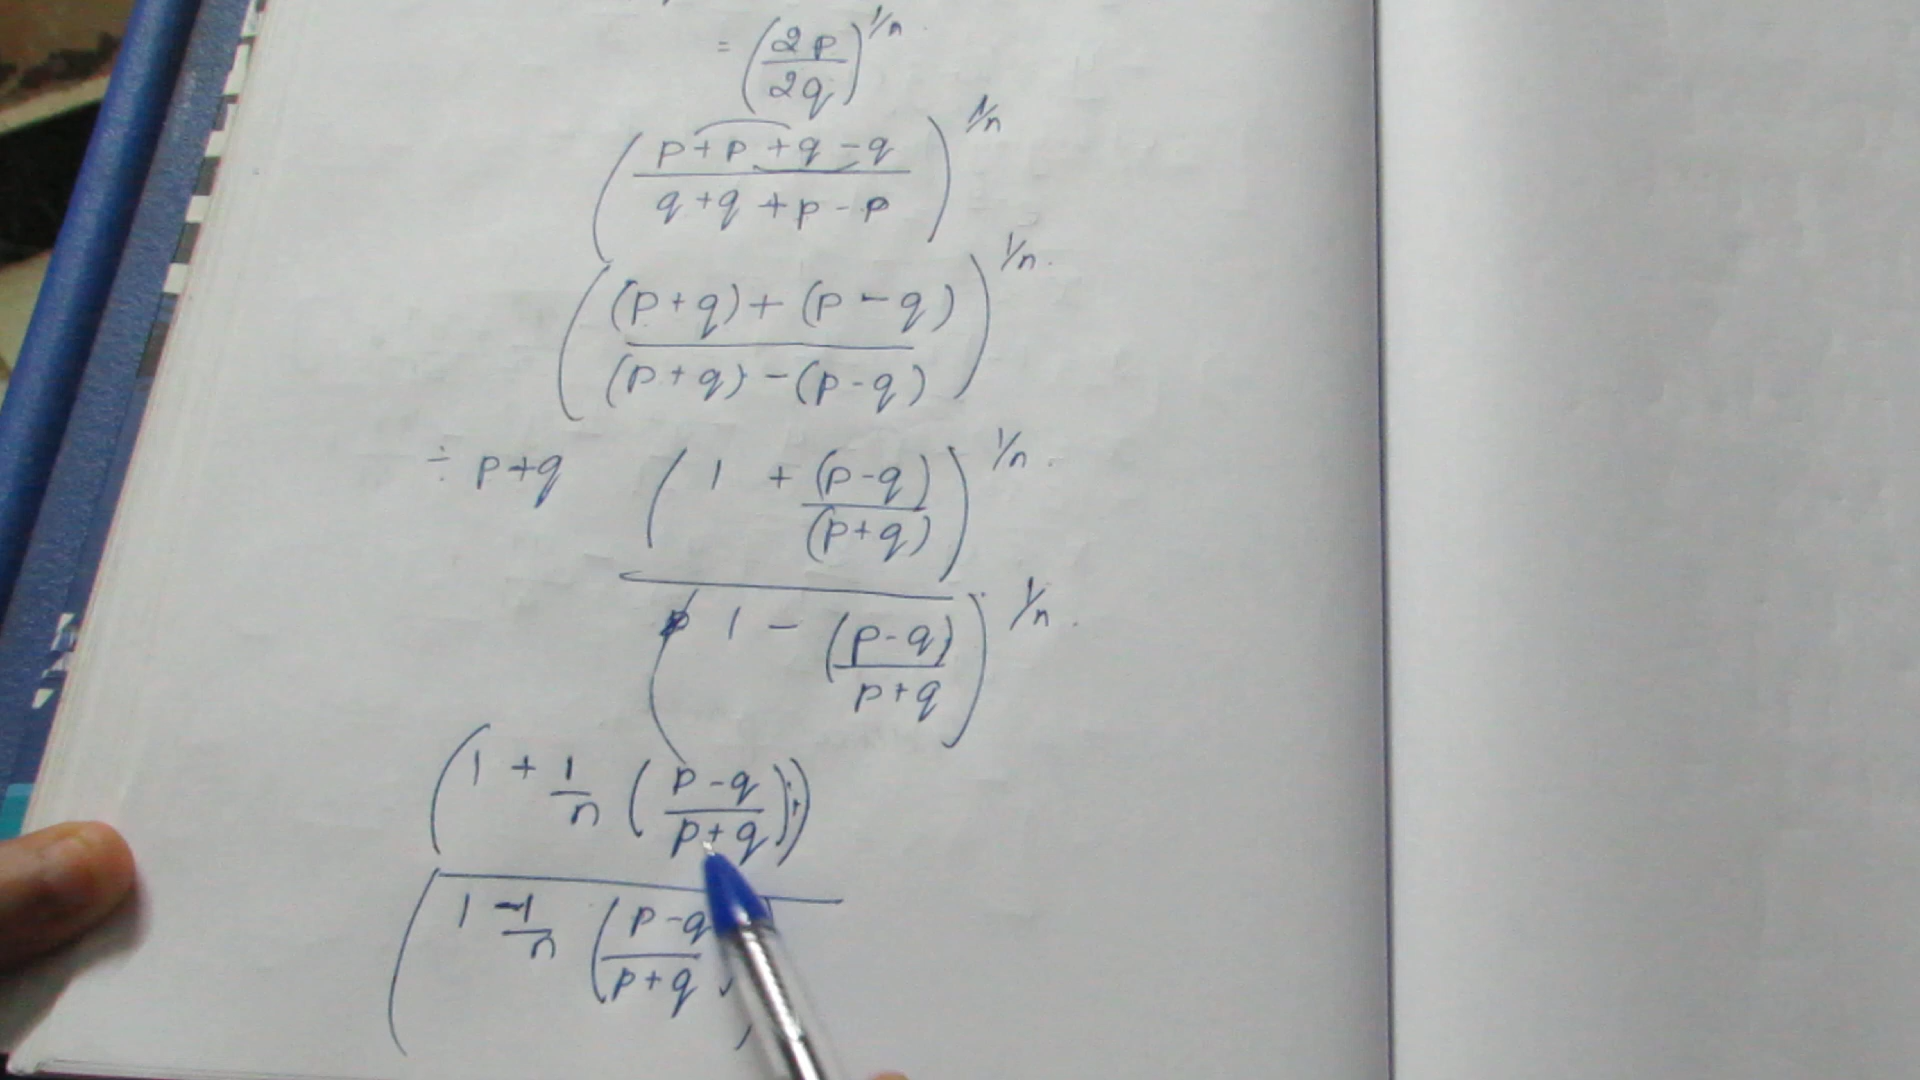 = (2p/2q)^1/n.
((p+p+q-q)/(q+q+p-p))^1/n
(((p+q)+(p-q))/((p+q)-(p-q)))^1/n.
÷ p+q (1 + (p-q)/(p+q))^1/n.
(1 - (p-q)/p+q)^1/n.
(1 + 1/n (p-q/p+q))
(1 - 1/n (p-q/p+q))